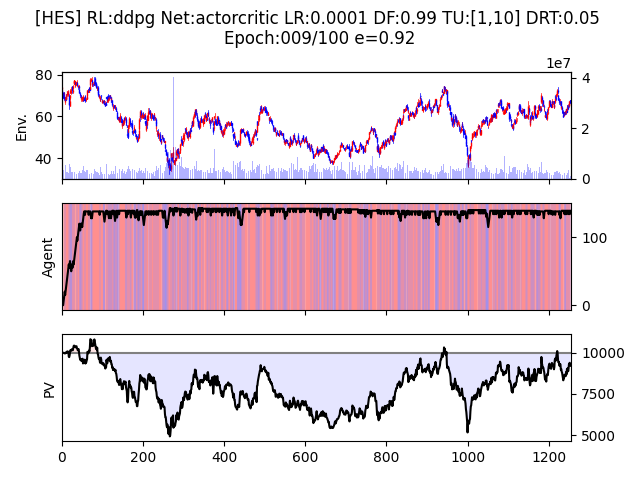 [HES] RL:ddpg Net:actorcritic LR:0.0001 DF:0.99 TU:[1,10] DRT:0.05
Epoch:009/100 e=0.92
1e7
80
60
40
Env.
4
2
0
Agent
100
0
PV
10000
7500
5000
0 200 400 600 800 1000 1200